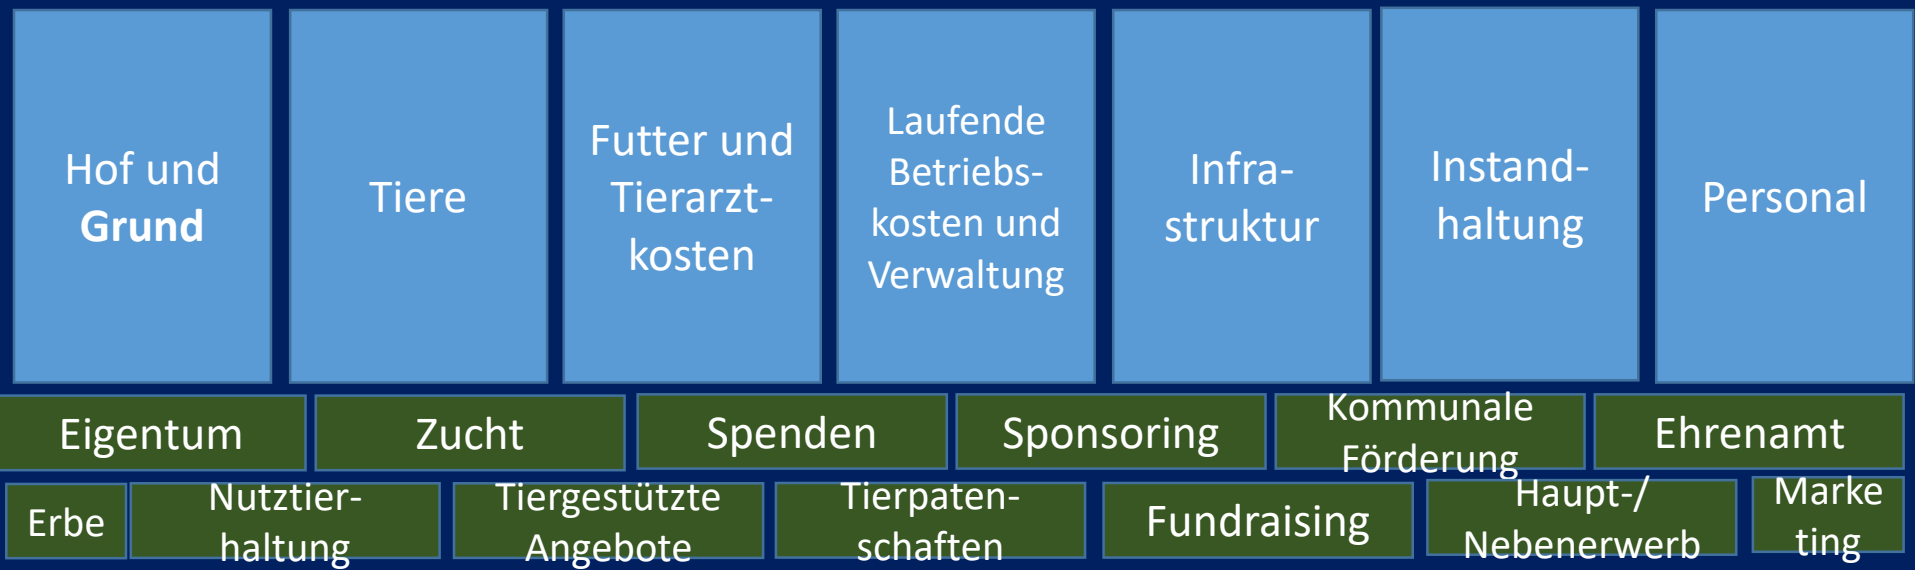 Hof und
Grund
Tiere
Futter und
Tierarzt-
kosten
Laufende
Betriebs-
kosten und
Verwaltung
Infra-
struktur
Instand-
haltung
Personal
Eigentum
Zucht
Spenden
Sponsoring
Kommunale
Förderung
Ehrenamt
Erbe
Nutztier-
haltung
Tiergestützte
Angebote
Tierpaten-
schaften
Fundraising
Haupt-/
Nebenerwerb
Marke
ting